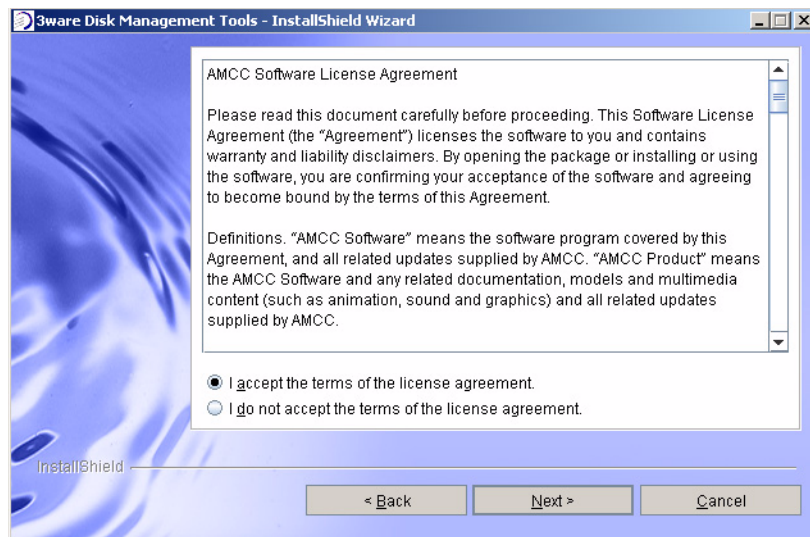 3ware Disk Management Tools - InstallShield Wizard
AMCC Software License Agreement
Please read this document carefully before proceeding. This Software License
Agreement (the “Agreement”) licenses the software to you and contains
warranty and liability disclaimers. By opening the package or installing or using
the software, you are confirming your acceptance of the software and agreeing
to become bound by the terms of this Agreement.
Definitions. “AMCC Software” means the software program covered by this
Agreement, and all related updates supplied by AMCC. “AMCC Product” means
the AMCC Software and any related documentation, models and multimedia
content (such as animation, sound and graphics) and all related updates
supplied by AMCC.
I accept the terms of the license agreement.
I do not accept the terms of the license agreement.
InstallShield
< Back
Next >
Cancel